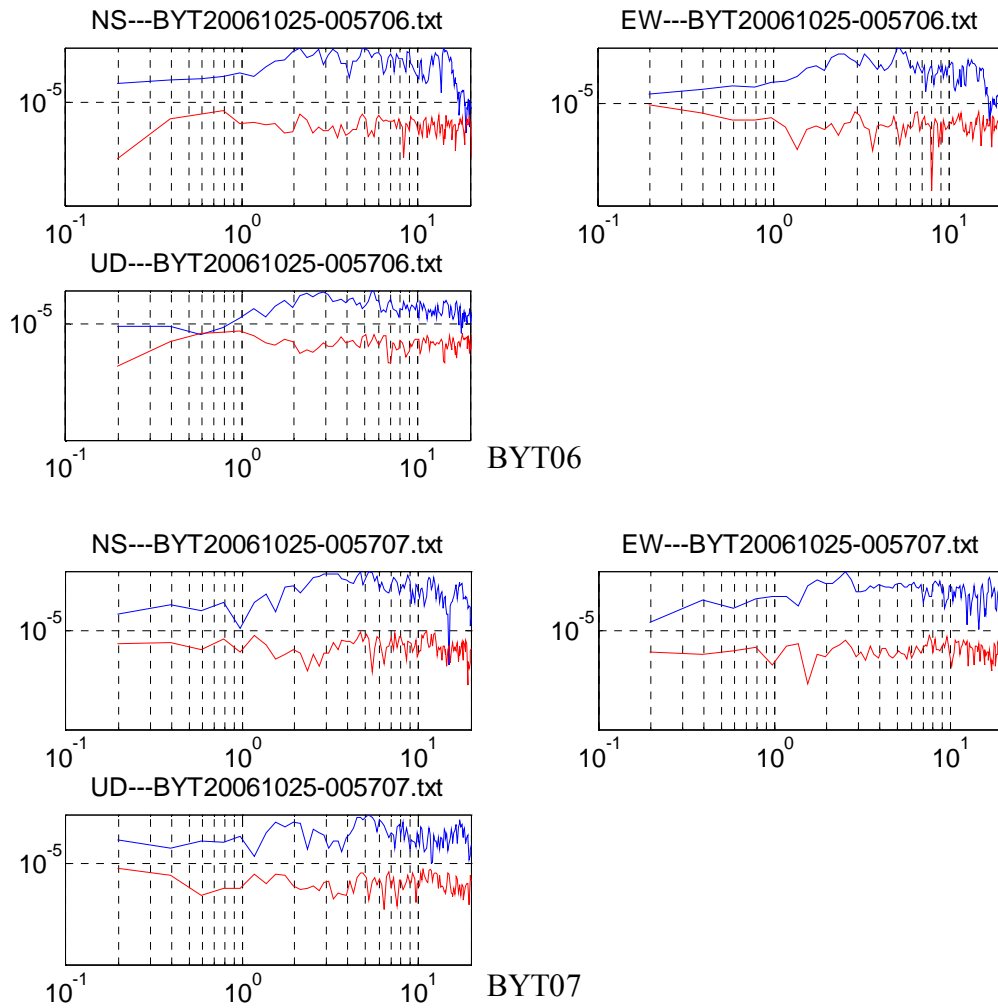 NS---BYT20061025-005706.txt EW---BYT20061025-005706.txt
10^-5 10^-5
10^-1 10^0 10^1 10^-1 10^0 10^1
UD---BYT20061025-005706.txt
10^-5
10^-1 10^0 10^1 BYT06
NS---BYT20061025-005707.txt EW---BYT20061025-005707.txt
10^-5 10^-5
10^-1 10^0 10^1 10^-1 10^0 10^1
UD---BYT20061025-005707.txt
10^-5
10^-1 10^0 10^1 BYT07